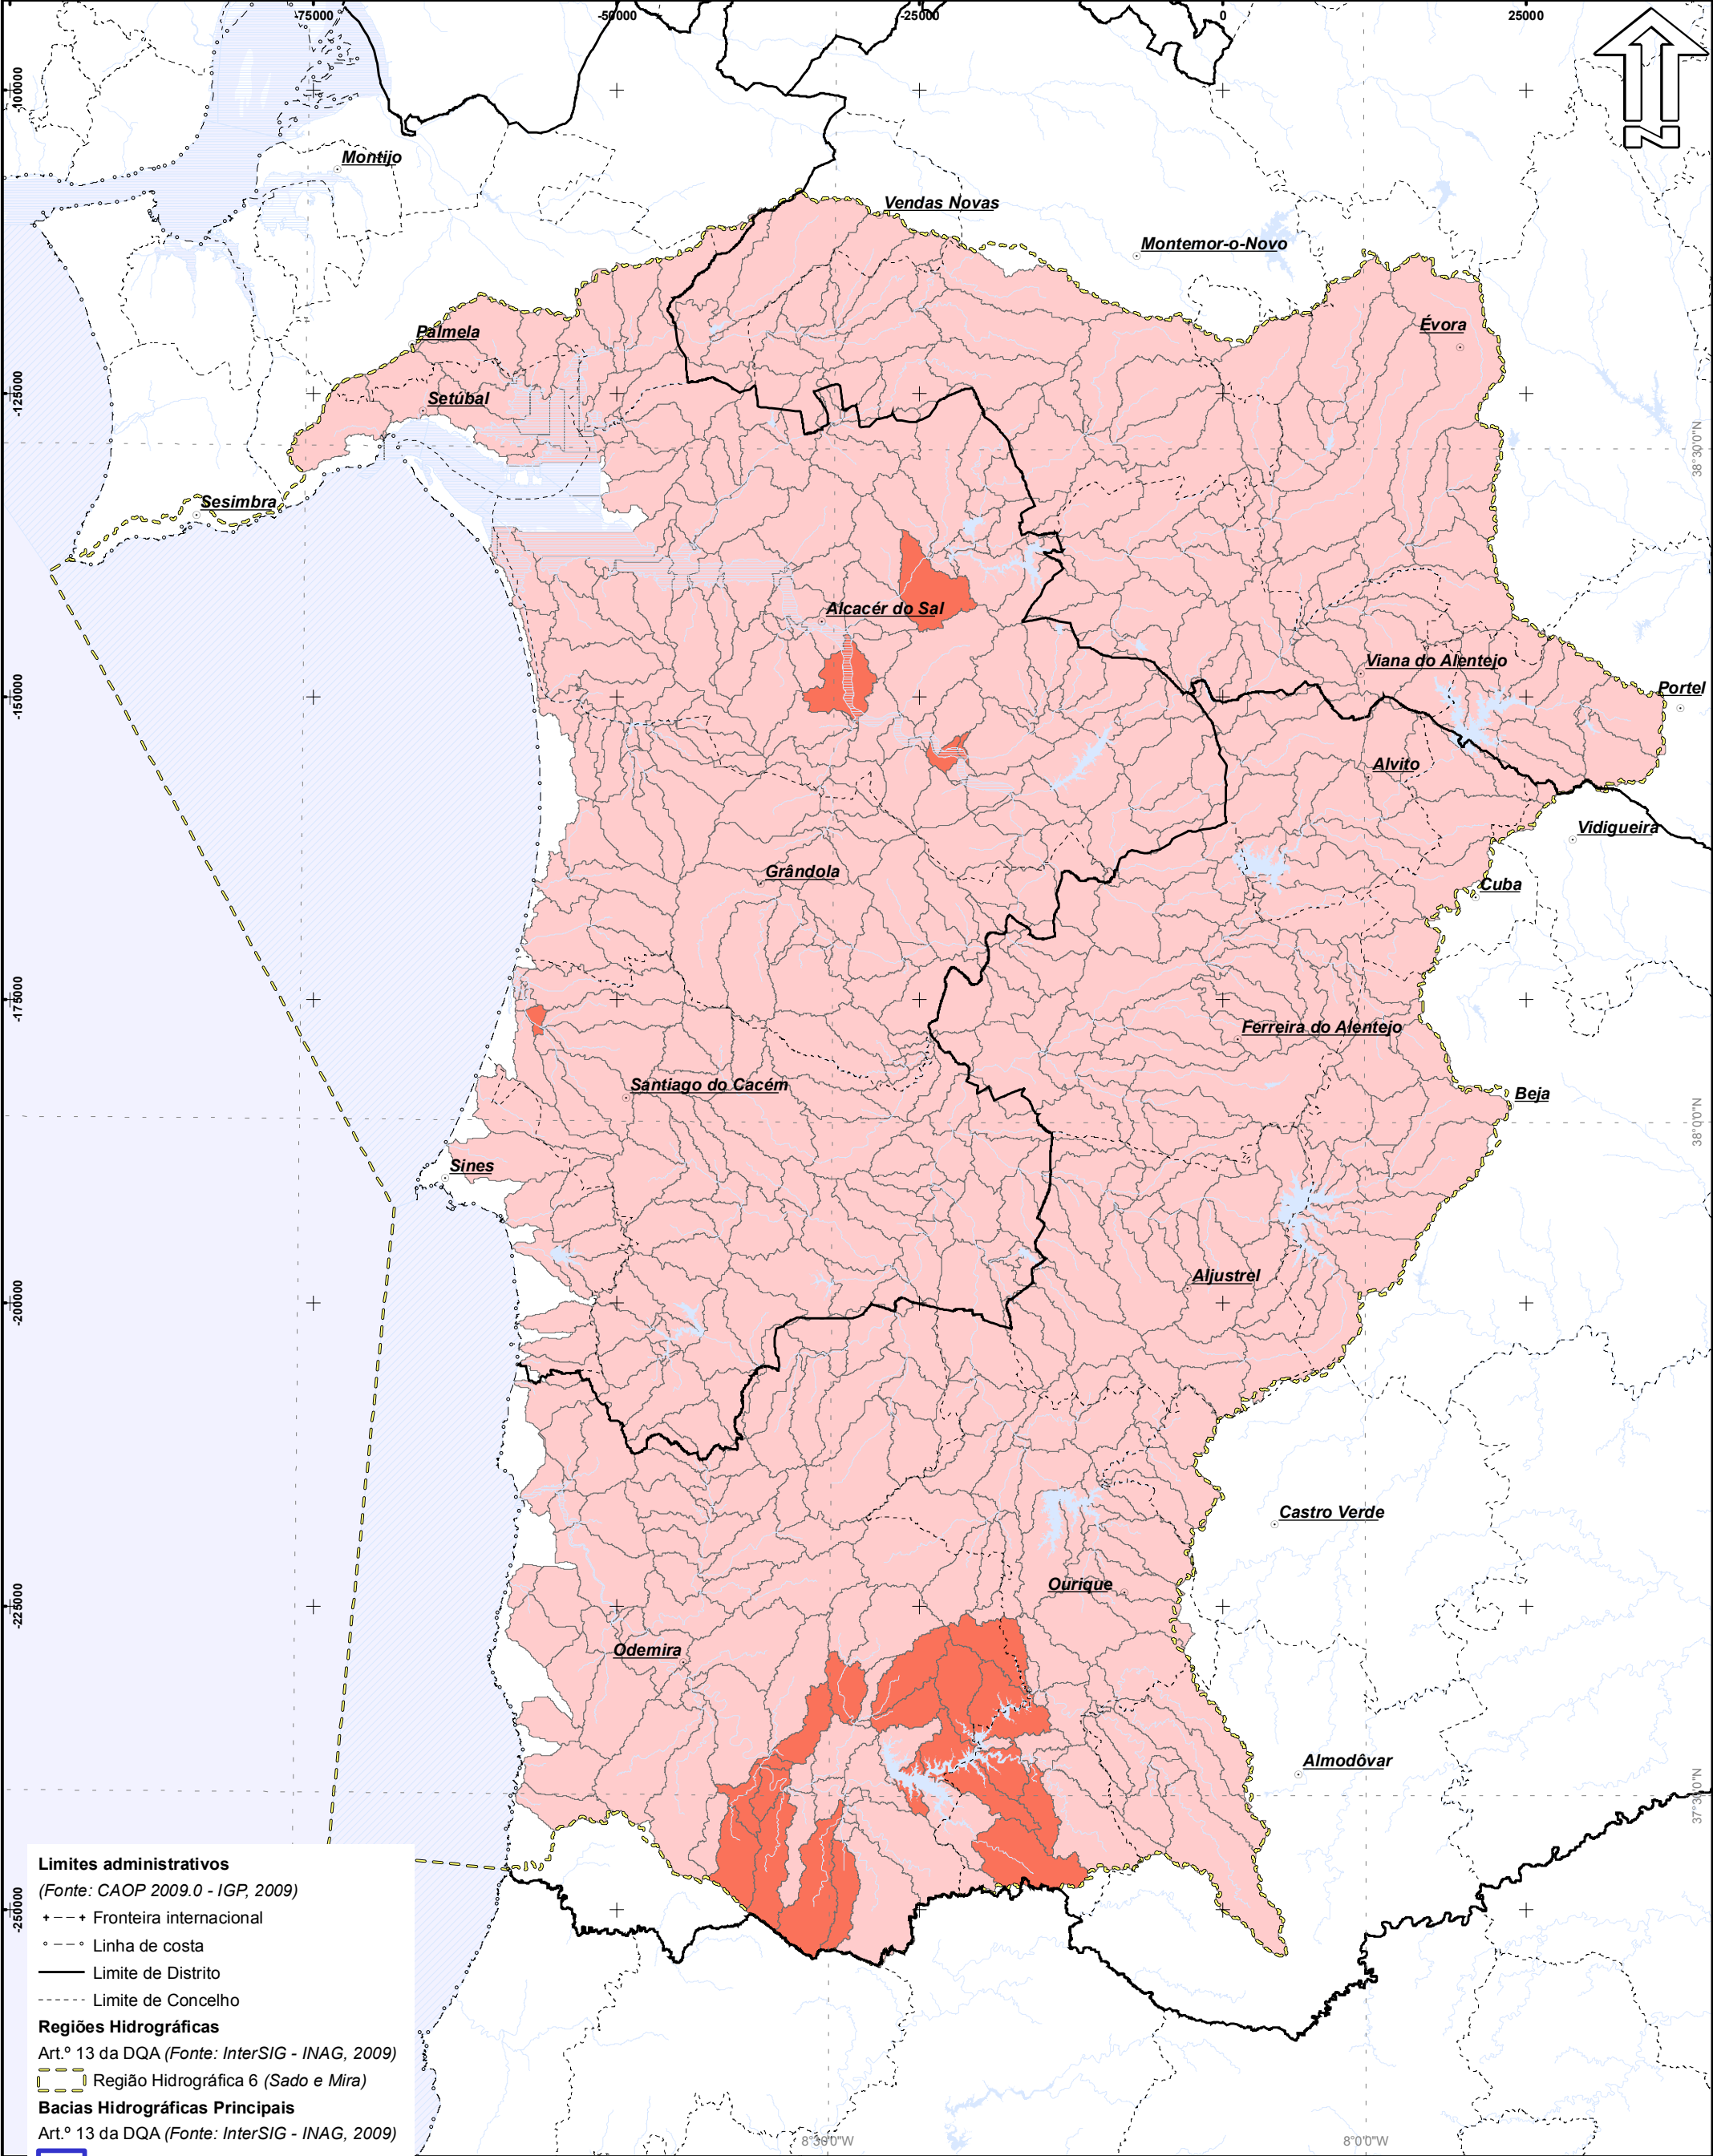 -75000
-50000
-25000
0
25000
-100000
N
Montijo
Vendas Novas
Montemor-o-Novo
Palmela
Évora
-125000
Setúbal
38°30'0"N
Sesimbra
Alcacér do Sal
Viana do Alentejo
Portel
-150000
Alvito
Vidigueira
Grândola
Cuba
-175000
Ferreira do Alentejo
Santiago do Cacém
Beja
38°0'0"N
Sines
Aljustrel
-200000
Castro Verde
Ourique
-225000
Odemira
Almodôvar
37°30'0"N
-250000
Limites administrativos
(Fonte: CAOP 2009.0 - IGP, 2009)
Fronteira internacional
Linha de costa
Limite de Distrito
Limite de Concelho
Regiões Hidrográficas
Art.º 13 da DQA (Fonte: InterSIG - INAG, 2009)
Região Hidrográfica 6 (Sado e Mira)
Bacias Hidrográficas Principais
Art.º 13 da DQA (Fonte: InterSIG - INAG, 2009)
8°30'0"W
8°0'0"W